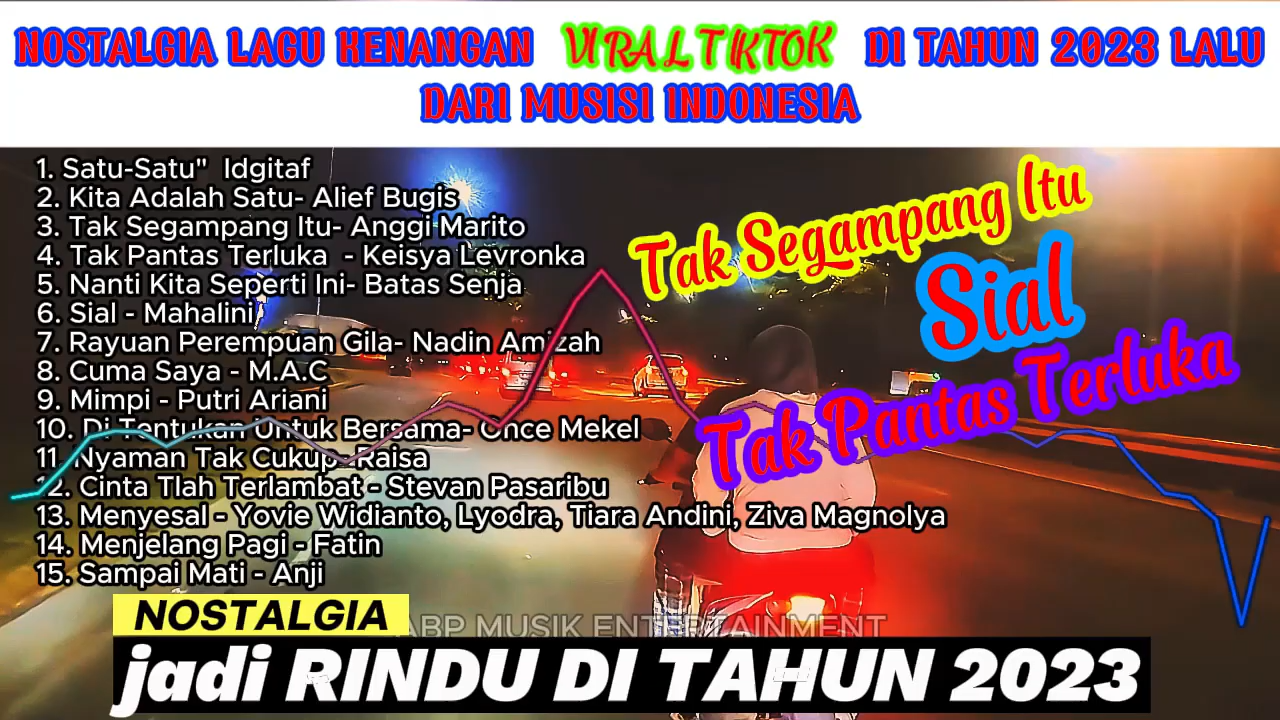 NOSTALGIA LAGU KENANGAN VIRAL TIKTOK DI TAHUN 2023 LALU
DARI MUSISI INDONESIA
1. Satu-Satu" Idgitaf
2. Kita Adalah Satu- Alief Bugis
3. Tak Segampang Itu- Anggi Marito
4. Tak Pantas Terluka - Keisya Levronka
5. Nanti Kita Seperti Ini- Batas Senja
6. Sial - Mahalini
7. Rayuan Perempuan Gila- Nadin Amizah
8. Cuma Saya - M.A.C
9. Mimpi - Putri Ariani
10. Di Tentukan Untuk Bersama- Once Mekel
11. Nyaman Tak Cukup- Raisa
12. Cinta Tlah Terlambat - Stevan Pasaribu
13. Menyesal - Yovie Widianto, Lyodra, Tiara Andini, Ziva Magnolya
14. Menjelang Pagi - Fatin
15. Sampai Mati - Anji
Tak Segampang Itu
Sial
Tak Pantas Terluka
NOSTALGIA
ABP MUSIK ENTERTAINMENT
jadi RINDU DI TAHUN 2023